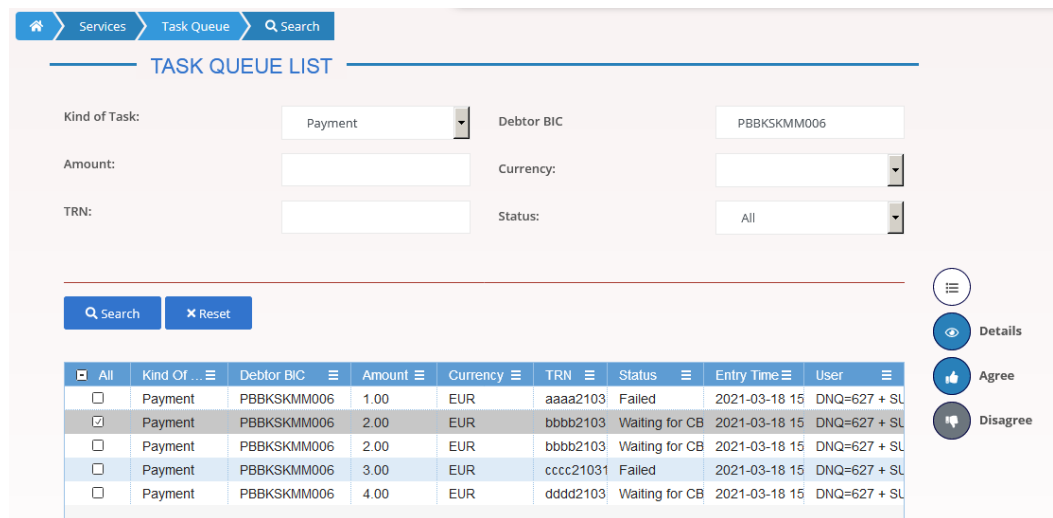 Services Task Queue Search
TASK QUEUE LIST
Kind of Task: Payment Debtor BIC PBBKSKMM006
Amount: Currency:
TRN: Status: All
Search Reset
Details
Agree
Disagree
All Kind Of ... Debtor BIC Amount Currency TRN Status Entry Time User
Payment PBBKSKMM006 1.00 EUR aaaa2103 Failed 2021-03-18 15 DNQ=627 + SU
Payment PBBKSKMM006 2.00 EUR bbbb2103 Waiting for CB 2021-03-18 15 DNQ=627 + SU
Payment PBBKSKMM006 2.00 EUR bbbb2103 Waiting for CB 2021-03-18 15 DNQ=627 + SU
Payment PBBKSKMM006 3.00 EUR cccc21031 Failed 2021-03-18 15 DNQ=627 + SU
Payment PBBKSKMM006 4.00 EUR dddd2103 Waiting for CB 2021-03-18 15 DNQ=627 + SU